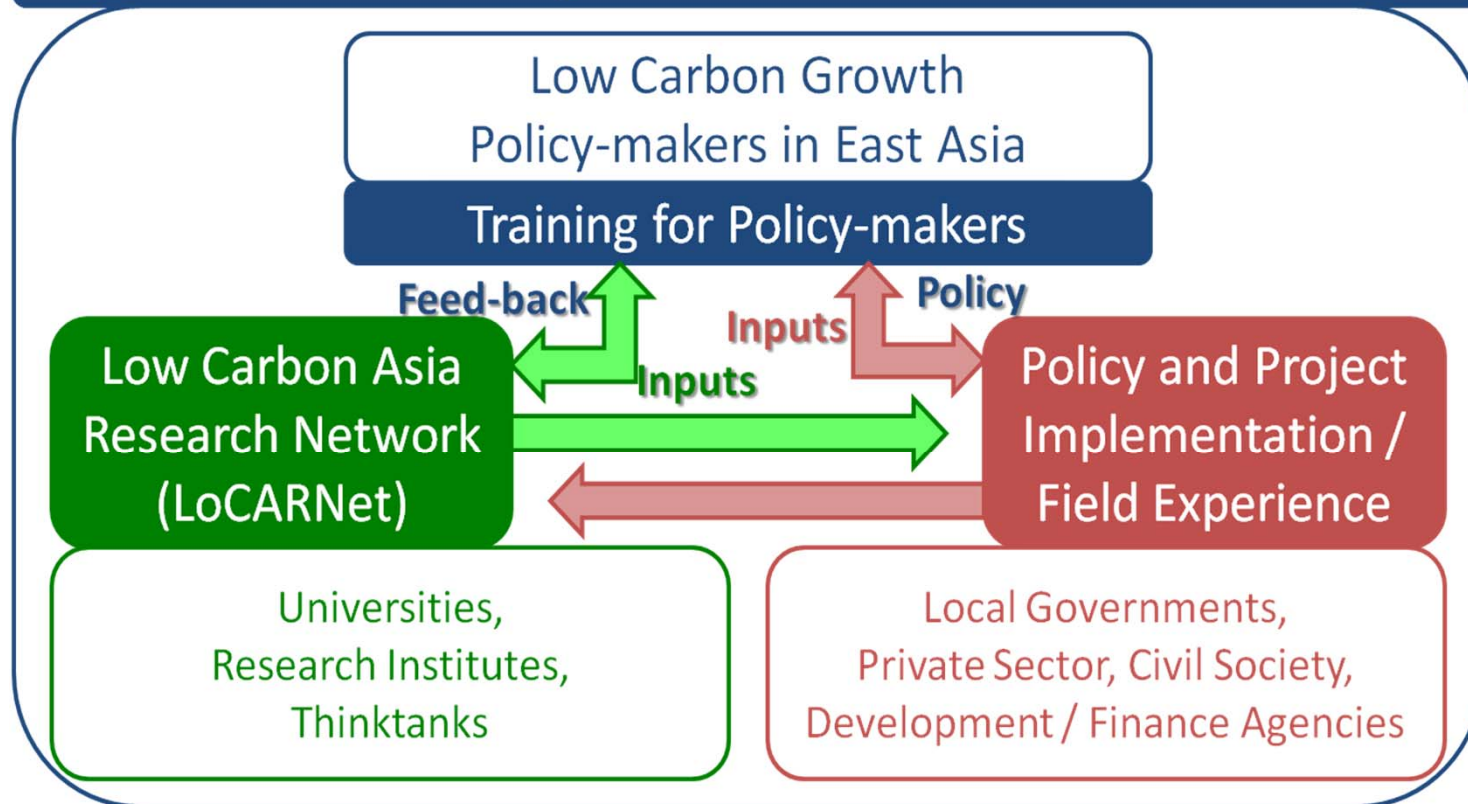 Low Carbon Growth
Policy-makers in East Asia
Training for Policy-makers
Feed-back
Policy
Inputs
Inputs
Low Carbon Asia
Research Network
(LoCARNet)
Policy and Project
Implementation /
Field Experience
Universities,
Research Institutes,
Thinktanks
Local Governments,
Private Sector, Civil Society,
Development / Finance Agencies